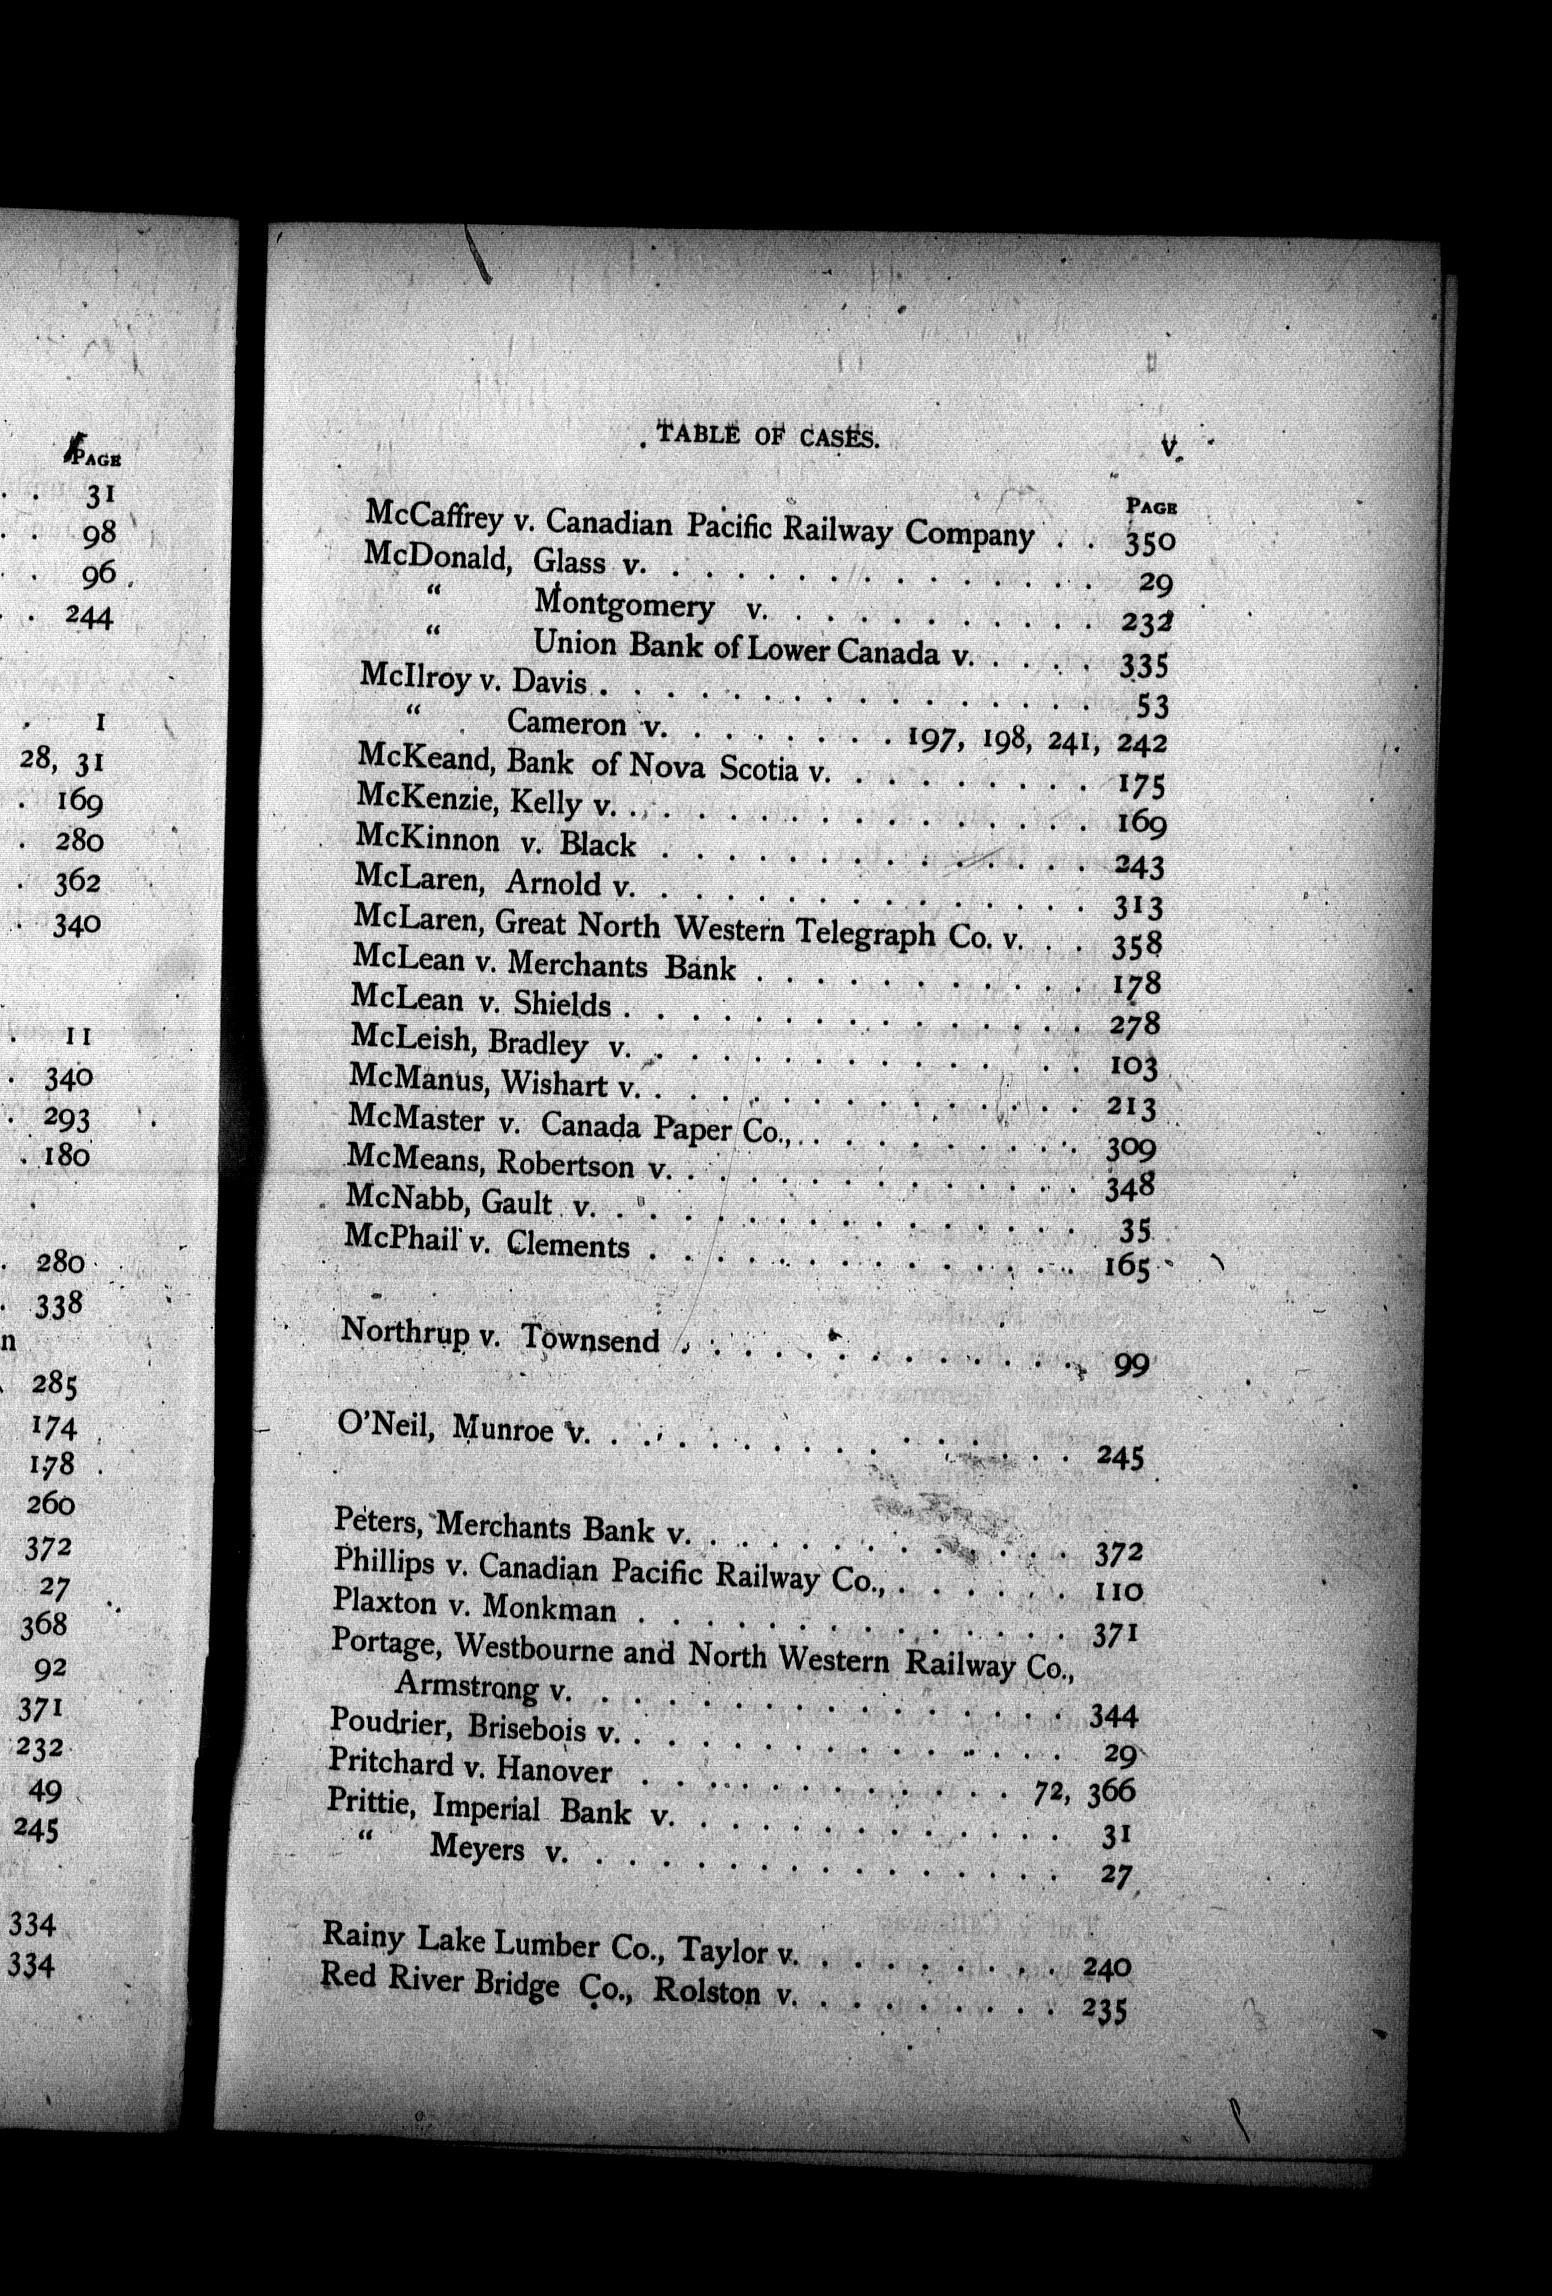 PAGE
31
98
96
244
1
28, 31
169
280
362
340
11
340
293
180
280
338
n
285
174
178
260
372
27
368
92
371
232
49
245
334
334
TABLE OF CASES. V.
PAGE
McCaffrey v. Canadian Pacific Railway Company . . 350
McDonald, Glass v. . . . . . . . . . . . . . . 29
“ Montgomery v. . . . . . . . . . . 232
“ Union Bank of Lower Canada v. . . . . 335
McIlroy v. Davis . . . . . . . . . . . . . . . 53
“ Cameron v. . . . . . . . 197, 198, 241, 242
McKeand, Bank of Nova Scotia v. . . . . . . . . 175
McKenzie, Kelly v. . . . . . . . . . . . . . . 169
McKinnon v. Black . . . . . . . . . . . . . . 243
McLaren, Arnold v. . . . . . . . . . . . . . . 313
McLaren, Great North Western Telegraph Co. v. . . 358
McLean v. Merchants Bank . . . . . . . . . . . 178
McLean v. Shields . . . . . . . . . . . . . . . 278
McLeish, Bradley v. . . . . . . . . . . . . . . 103
McManus, Wishart v. . . . . . . . . . . . . . . 213
McMaster v. Canada Paper Co., . . . . . . . . . 309
McMeans, Robertson v. . . . . . . . . . . . . . 348
McNabb, Gault v. . . . . . . . . . . . . . . . 35
McPhail v. Clements . . . . . . . . . . . . . . 165
Northrup v. Townsend . . . . . . . . . . . . . 99
O'Neil, Munroe v. . . . . . . . . . . . . . . . 245
Peters, Merchants Bank v. . . . . . . . . . . . . 372
Phillips v. Canadian Pacific Railway Co., . . . . . . 110
Plaxton v. Monkman . . . . . . . . . . . . . . 371
Portage, Westbourne and North Western Railway Co.,
Armstrong v. . . . . . . . . . . . . . . . 344
Poudrier, Brisebois v. . . . . . . . . . . . . . . 29
Pritchard v. Hanover . . . . . . . . . . . . 72, 366
Prittie, Imperial Bank v. . . . . . . . . . . . . 31
“ Meyers v. . . . . . . . . . . . . . . . 27
Rainy Lake Lumber Co., Taylor v. . . . . . . . . 240
Red River Bridge Co., Rolston v. . . . . . . . . 235